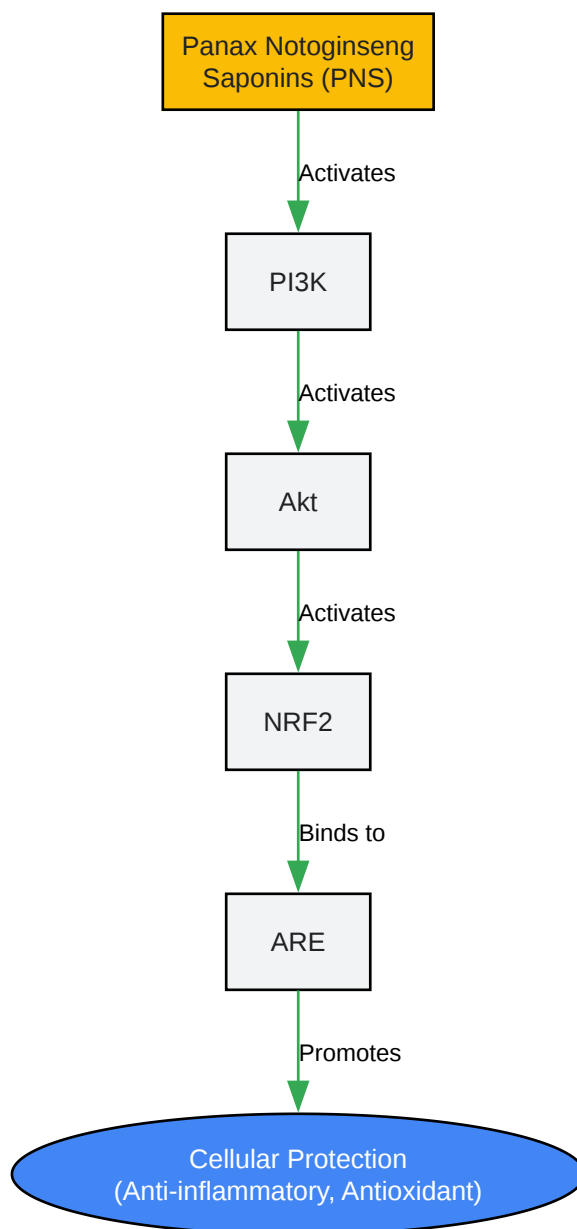 Panax Notoginseng
Saponins (PNS)
Activates
PI3K
Activates
Akt
Activates
NRF2
Binds to
ARE
Promotes
Cellular Protection
(Anti-inflammatory, Antioxidant)